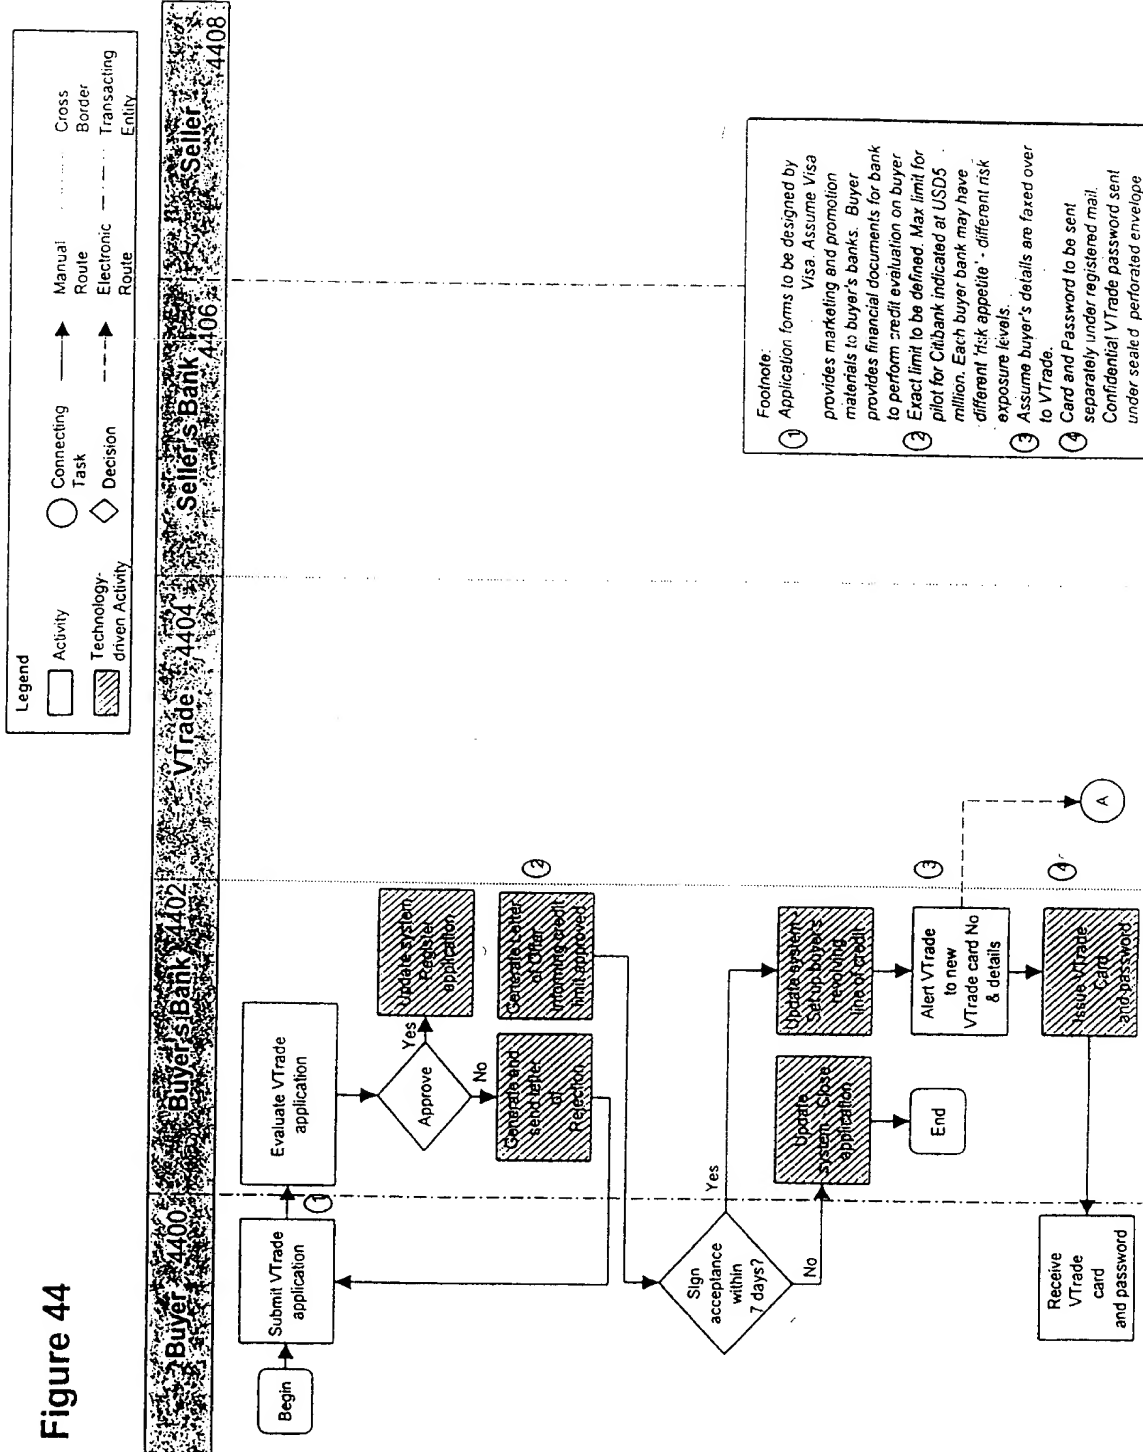 Figure 44
Legend
Activity
Technology-
driven Activity
Connecting
Task
Decision
Manual
Route
Electronic
Route
Cross
Border
Transacting
Entity
Buyer 4400
Buyer's Bank 4402
VTrade 4404
Seller's Bank
4406
Seller
4408
Begin
Submit VTrade
application
1
Evaluate VTrade
application
Approve
Yes
No
Update system
Register
application
Generate and
send letter
of
Rejection
Generate Letter
of Offer
informing credit
limit approved
2
Sign
acceptance
within
7 days?
Yes
No
Update
system -Close
application
End
Update system -
Set up buyer's
revolving
line of credit
Alert VTrade
to new
VTrade card No
& details
3
A
Issue VTrade
Card
and password
4
Receive
VTrade
card
and password
Footnote:
1 Application forms to be designed by
Visa. Assume Visa
provides marketing and promotion
materials to buyer's banks. Buyer
provides financial documents for bank
to perform credit evaluation on buyer
2 Exact limit to be defined. Max limit for
pilot for Citibank indicated at USD5
million. Each buyer bank may have
different 'risk appetite' - different risk
exposure levels.
3 Assume buyer's details are faxed over
to VTrade.
4 Card and Password to be sent
separately under registered mail.
Confidential VTrade password sent
under sealed perforated envelope